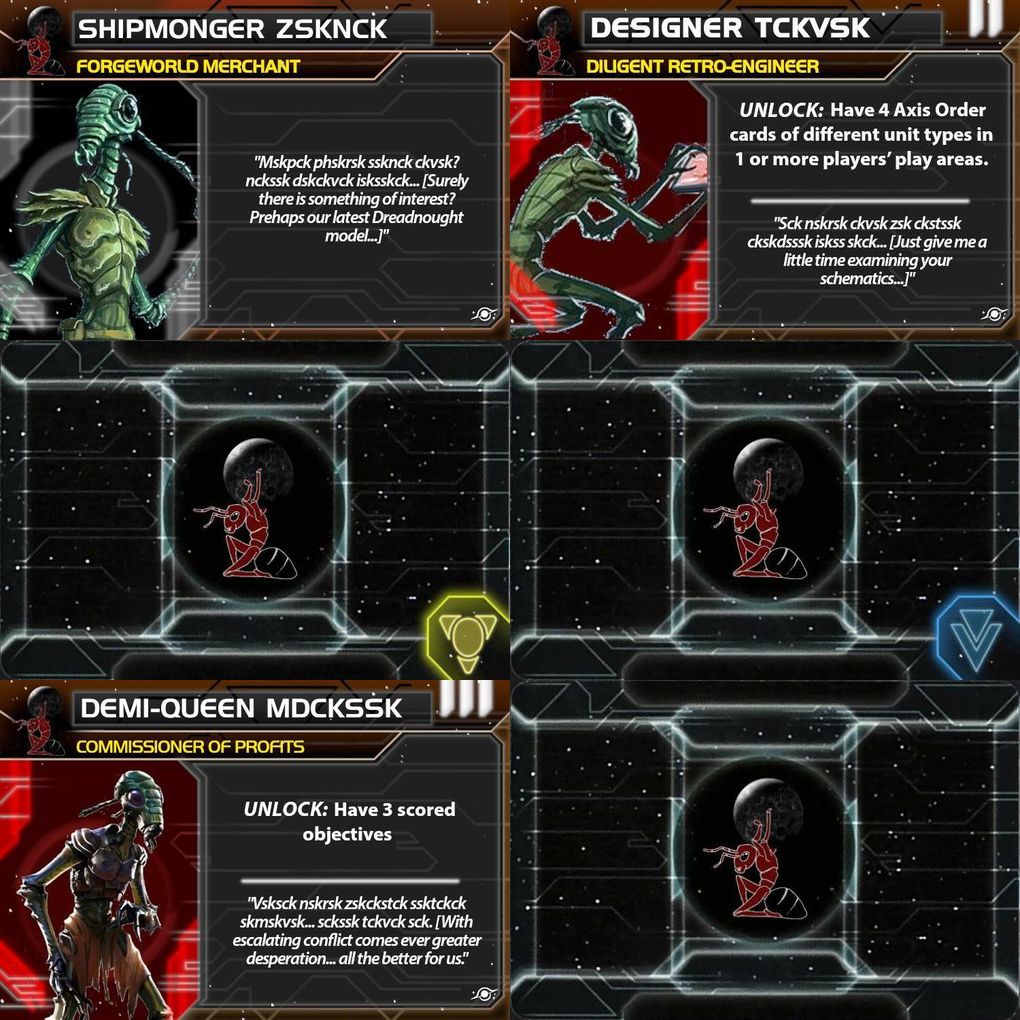 SHIPMONGER ZSKNCK
FORGEWORLD MERCHANT
"Mskpck phskrsk ssknck ckvsk?
nckssk dskckvck isksskck... [Surely
there is something of interest?
Prehaps our latest Dreadnought
model...]"
DESIGNER TCKVSK
DILIGENT RETRO-ENGINEER
UNLOCK: Have 4 Axis Order
cards of different unit types in
1 or more players' play areas.
"Sck nskrsk ckvsk zsk ckstssk
ckskdsssk iskss skck... [Just give me a
little time examining your
schematics...]"
DEMI-QUEEN MDCKSSK
COMMISSIONER OF PROFITS
UNLOCK: Have 3 scored
objectives
"Vsksck nskrsk zskckstck ssktckck
skmskvsk... sckssk tckvck sck. [With
escalating conflict comes ever greater
desperation... all the better for us."